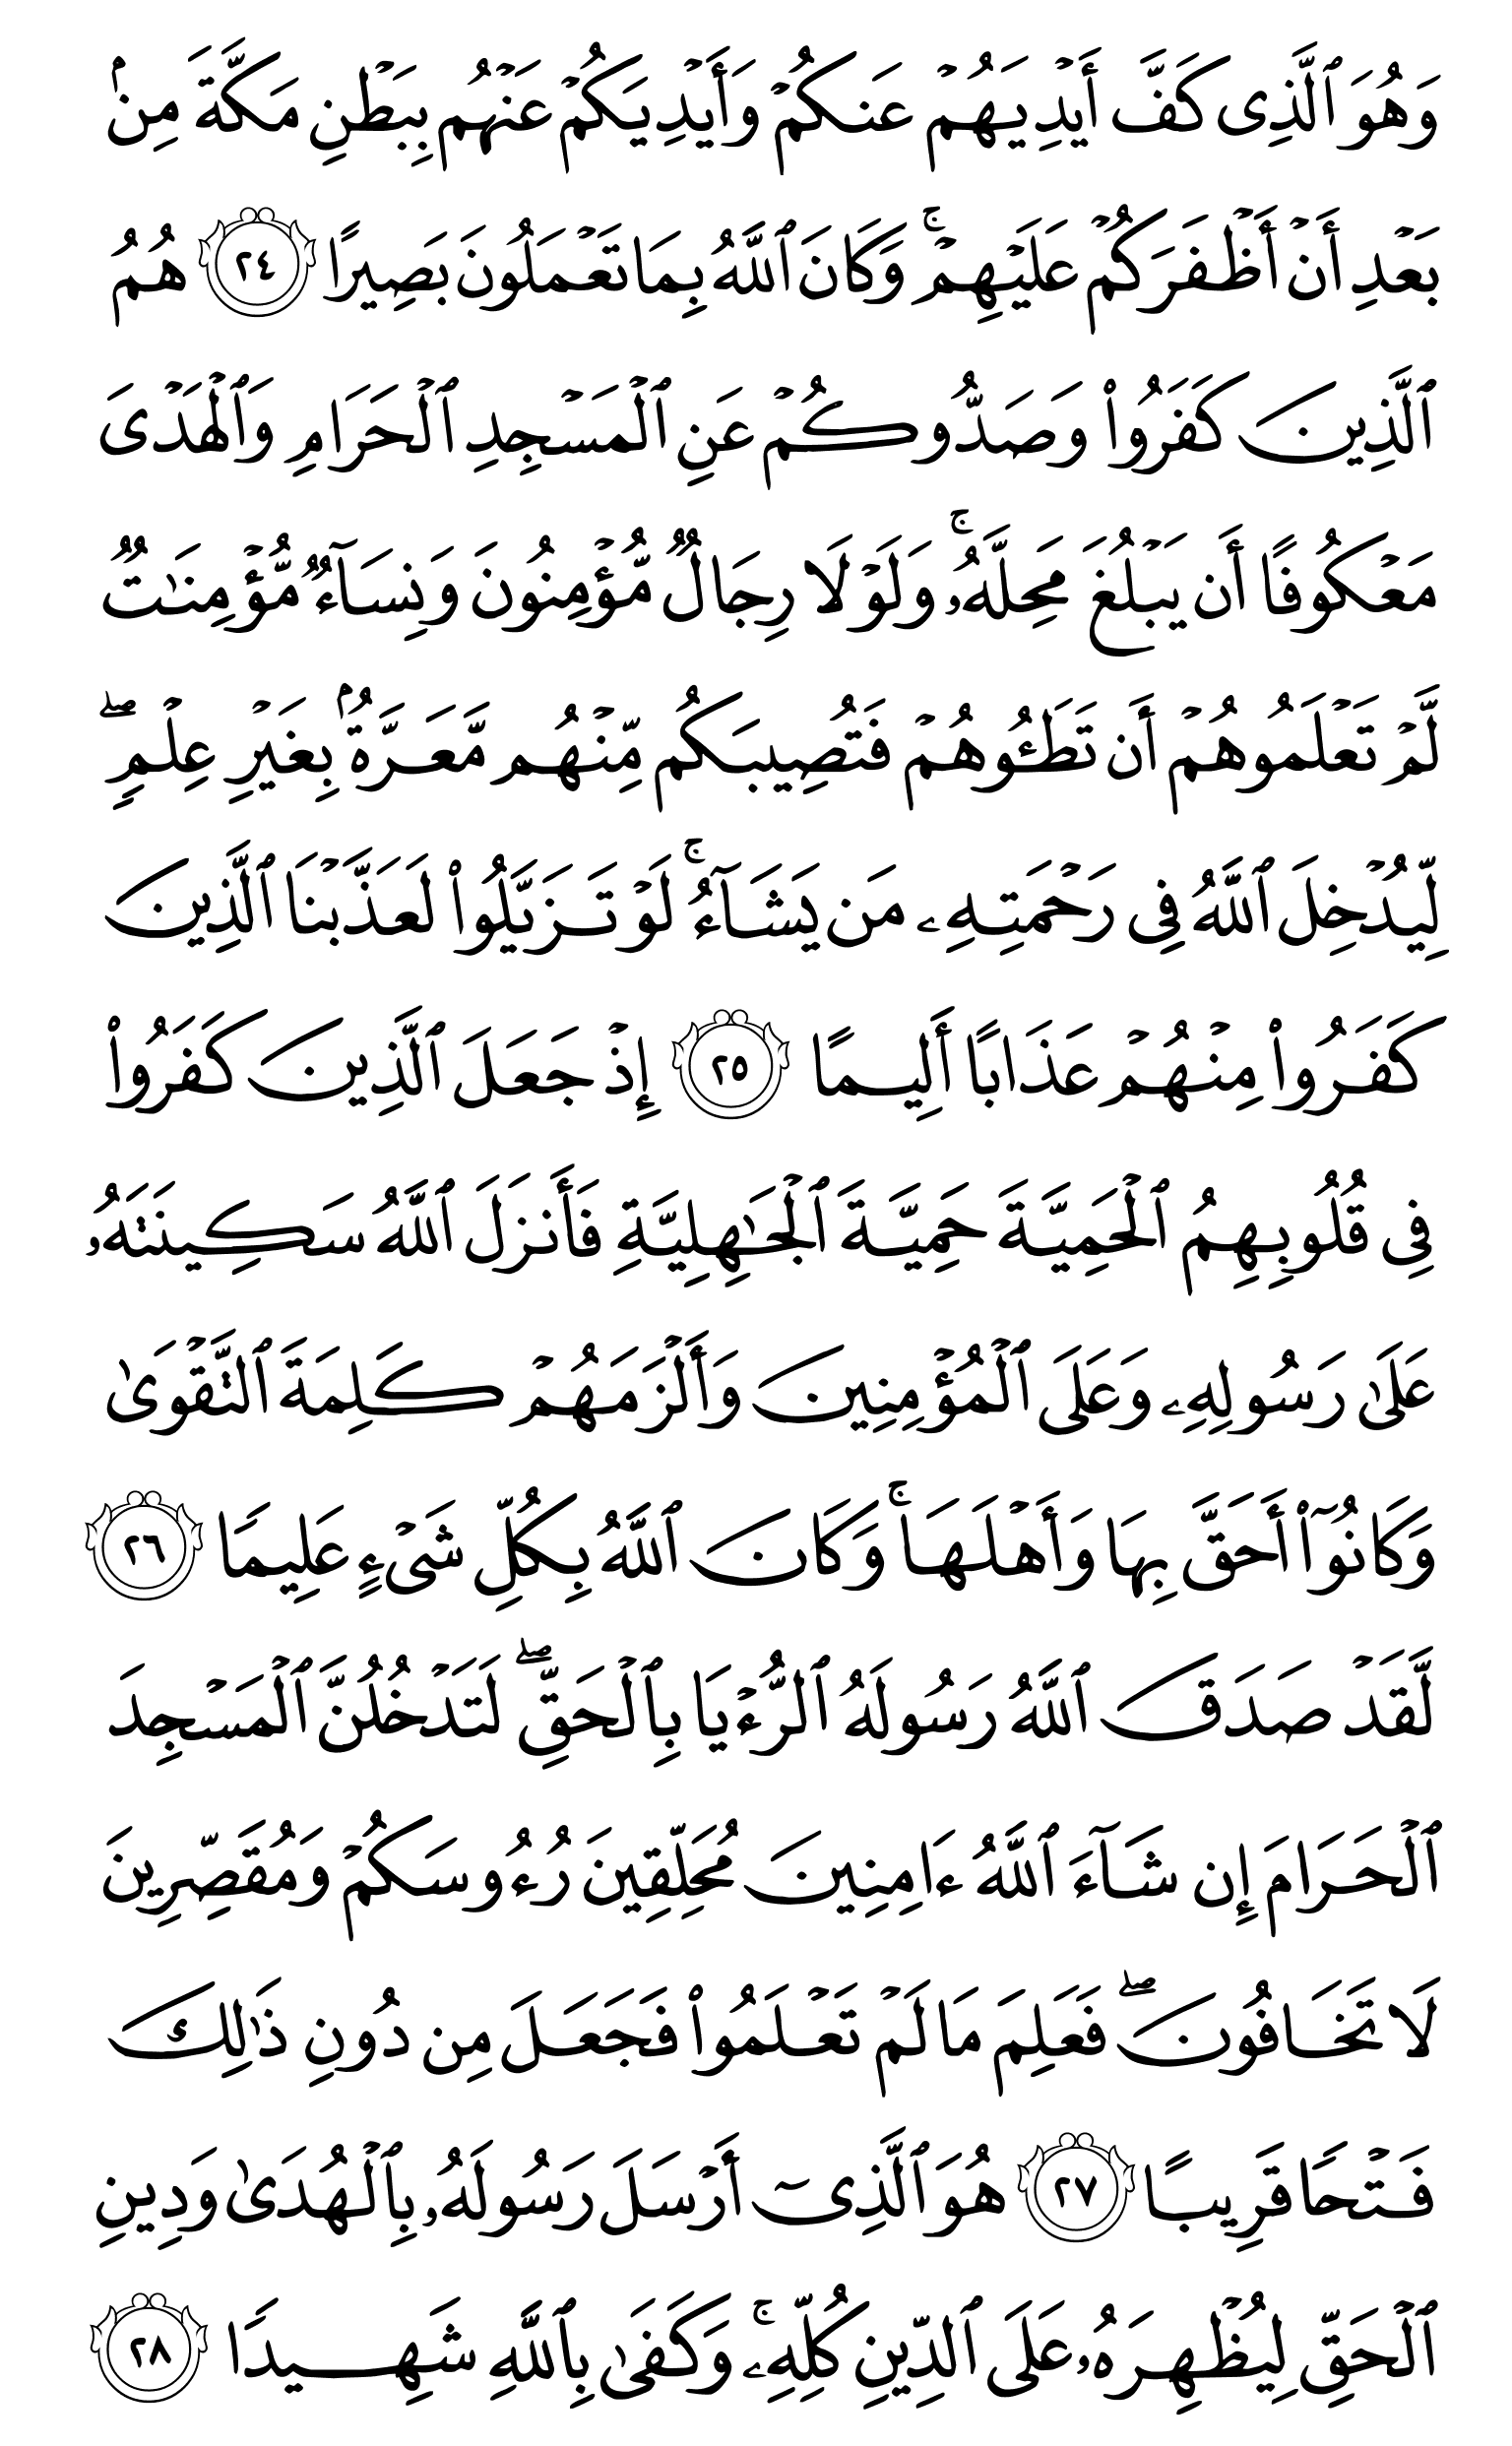 وَهُوَ ٱلَّذِى كَفَّ أَيْدِيَهُمْ عَنكُمْ وَأَيْدِيَكُمْ عَنْهُم بِبَطْنِ مَكَّةَ مِنۢ
بَعْدِ أَنْ أَظْفَرَكُمْ عَلَيْهِمْ ۚ وَكَانَ ٱللَّهُ بِمَا تَعْمَلُونَ بَصِيرًا ٢٤ هُمُ
ٱلَّذِينَ كَفَرُوا۟ وَصَدُّوكُمْ عَنِ ٱلْمَسْجِدِ ٱلْحَرَامِ وَٱلْهَدْىَ
مَعْكُوفًا أَن يَبْلُغَ مَحِلَّهُۥ ۚ وَلَوْلَا رِجَالٌ مُّؤْمِنُونَ وَنِسَآءٌ مُّؤْمِنَـٰتٌ
لَّمْ تَعْلَمُوهُمْ أَن تَطَـُٔوهُمْ فَتُصِيبَكُم مِّنْهُم مَّعَرَّةٌۢ بِغَيْرِ عِلْمٍ ۖ
لِّيُدْخِلَ ٱللَّهُ فِى رَحْمَتِهِۦ مَن يَشَآءُ ۚ لَوْ تَزَيَّلُوا۟ لَعَذَّبْنَا ٱلَّذِينَ
كَفَرُوا۟ مِنْهُمْ عَذَابًا أَلِيمًا ٢٥ إِذْ جَعَلَ ٱلَّذِينَ كَفَرُوا۟
فِى قُلُوبِهِمُ ٱلْحَمِيَّةَ حَمِيَّةَ ٱلْجَـٰهِلِيَّةِ فَأَنزَلَ ٱللَّهُ سَكِينَتَهُۥ
عَلَىٰ رَسُولِهِۦ وَعَلَى ٱلْمُؤْمِنِينَ وَأَلْزَمَهُمْ كَلِمَةَ ٱلتَّقْوَىٰ
وَكَانُوٓا۟ أَحَقَّ بِهَا وَأَهْلَهَا ۚ وَكَانَ ٱللَّهُ بِكُلِّ شَىْءٍ عَلِيمًا ٢٦
لَّقَدْ صَدَقَ ٱللَّهُ رَسُولَهُ ٱلرُّءْيَا بِٱلْحَقِّ ۖ لَتَدْخُلُنَّ ٱلْمَسْجِدَ
ٱلْحَرَامَ إِن شَآءَ ٱللَّهُ ءَامِنِينَ مُحَلِّقِينَ رُءُوسَكُمْ وَمُقَصِّرِينَ
لَا تَخَافُونَ ۖ فَعَلِمَ مَا لَمْ تَعْلَمُوا۟ فَجَعَلَ مِن دُونِ ذَٰلِكَ
فَتْحًا قَرِيبًا ٢٧ هُوَ ٱلَّذِىٓ أَرْسَلَ رَسُولَهُۥ بِٱلْهُدَىٰ وَدِينِ
ٱلْحَقِّ لِيُظْهِرَهُۥ عَلَى ٱلدِّينِ كُلِّهِۦ ۚ وَكَفَىٰ بِٱللَّهِ شَهِيدًا ٢٨